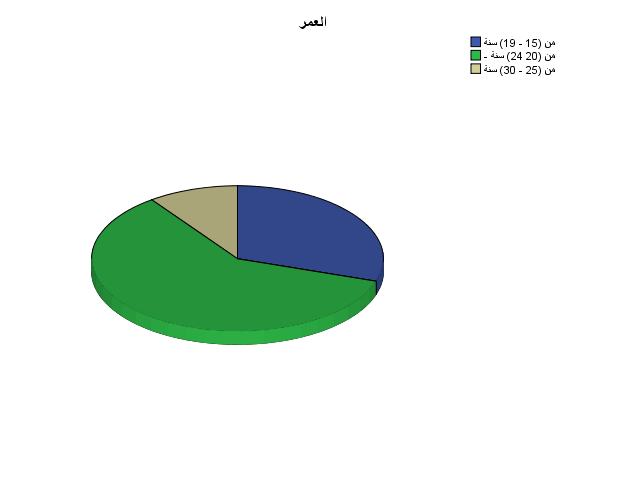 العمر
من (15 - 19) سنة
من (20 24) سنة -
من (25 - 30) سنة